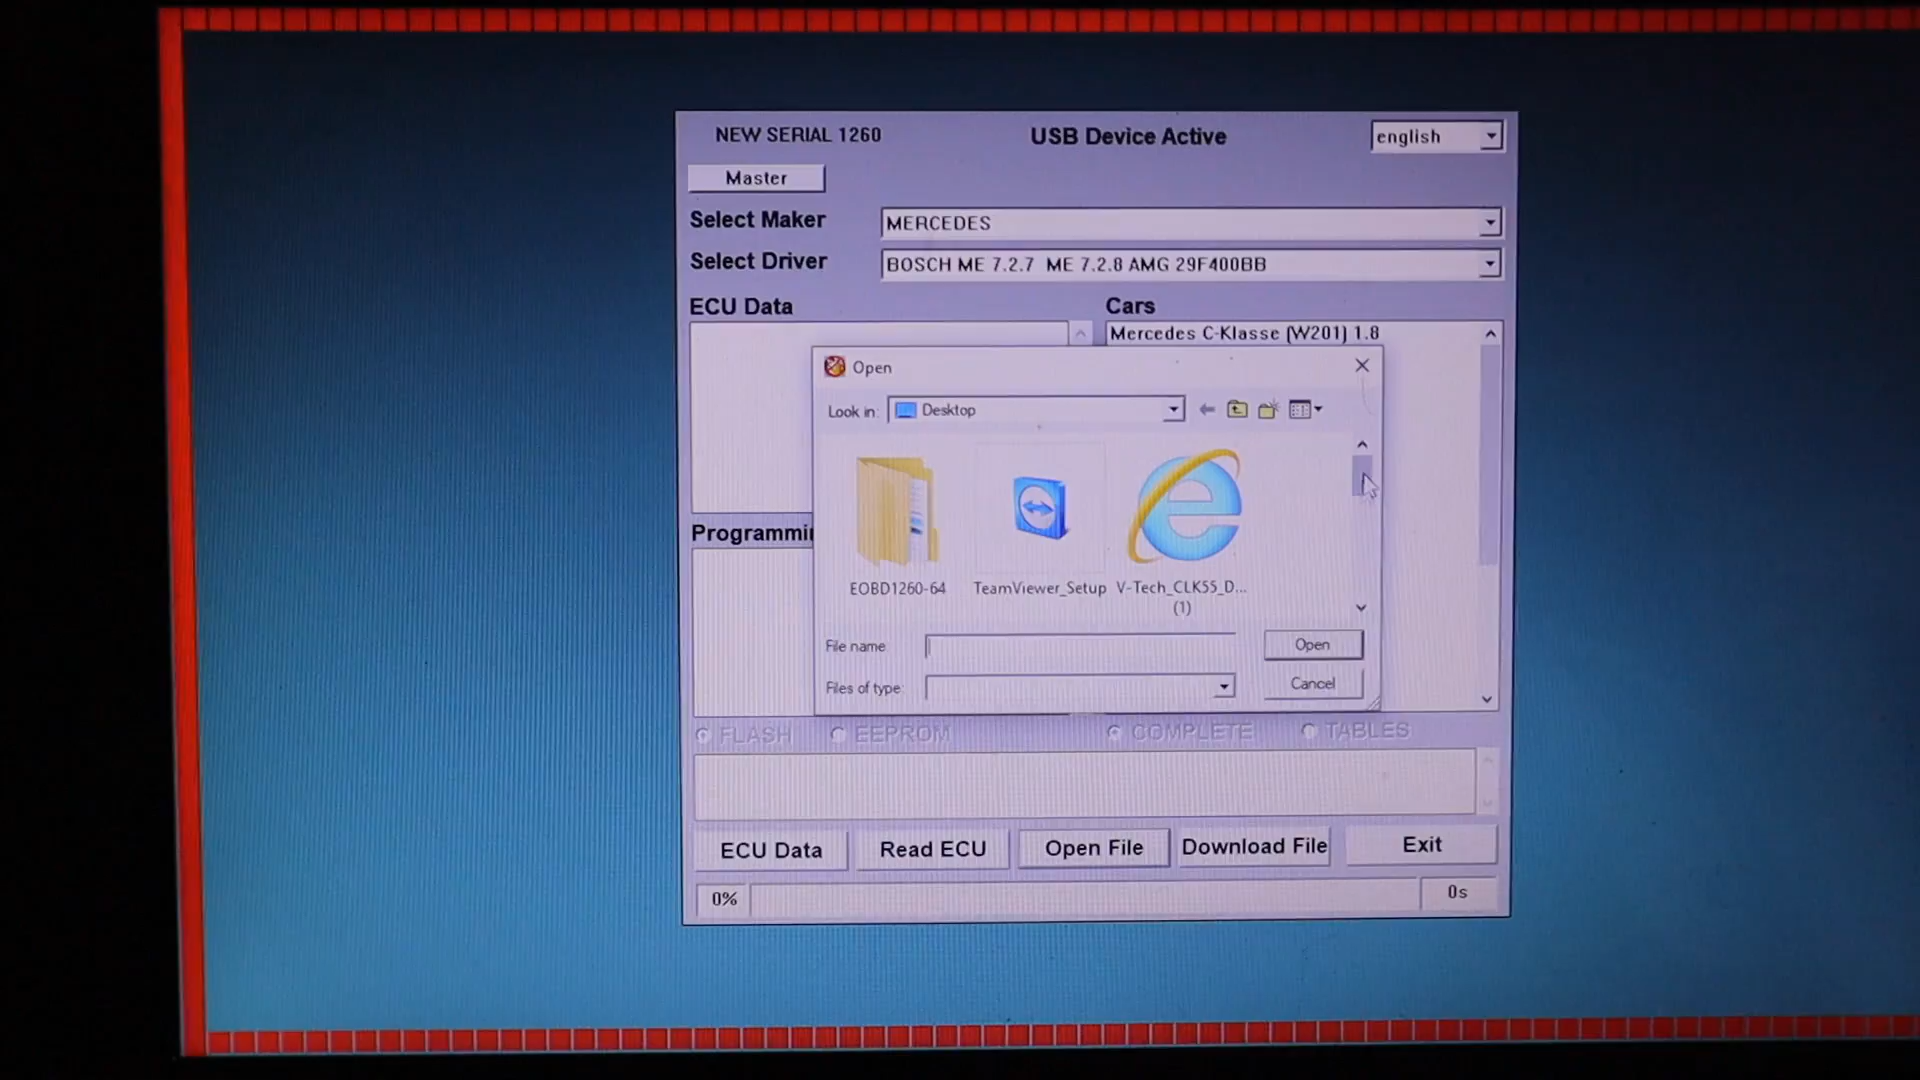 NEW SERIAL 1260
USB Device Active
english
Master
Select Maker
MERCEDES
Select Driver
BOSCH ME 7.2.7 ME 7.2.8 AMG 29F400BB
ECU Data
Cars
Mercedes C-Klasse (W201) 1.8
Open
Look in:
Desktop
EOBD1260-64
TeamViewer_Setup
V-Tech_CLK55_D...
(1)
Programmin
File name
Open
Files of type:
Cancel
FLASH
EEPROM
COMPLETE
TABLES
ECU Data
Read ECU
Open File
Download File
Exit
0%
0s